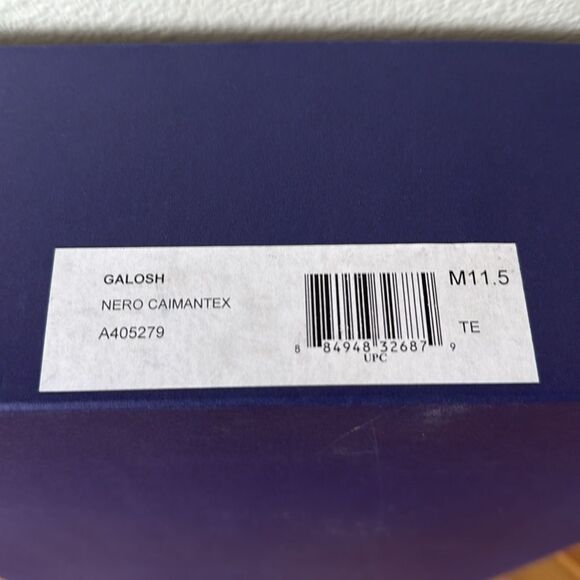 GALOSH
NERO CAIMANTEX
A405279
8 84948 32687 9
UPC
M11.5
TE